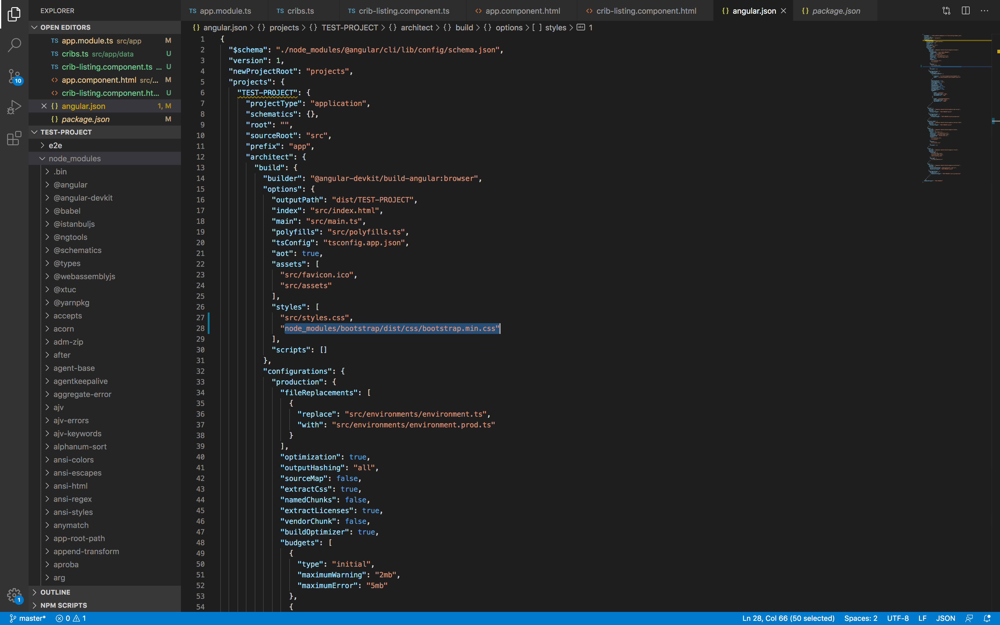 EXPLORER
OPEN EDITORS
TS app.module.ts src/app M
TS cribs.ts src/app/data U
TS crib-listing.component.ts ... U
<> app.component.html src/... M
<> crib-listing.component.ht... U
{} angular.json 1, M
{} package.json M
TEST-PROJECT
e2e
node_modules
.bin
@angular
@angular-devkit
@babel
@istanbuljs
@ngtools
@schematics
@types
@webassemblyjs
@xtuc
@yarnpkg
accepts
acorn
adm-zip
after
agent-base
agentkeepalive
aggregate-error
ajv
ajv-errors
ajv-keywords
alphanum-sort
ansi-colors
ansi-escapes
ansi-html
ansi-regex
ansi-styles
anymatch
app-root-path
append-transform
aproba
arg
OUTLINE
NPM SCRIPTS
10
1
TS app.module.ts TS cribs.ts TS crib-listing.component.ts <> app.component.html <> crib-listing.component.html {} angular.json {} package.json
{} angular.json > {} projects > {} TEST-PROJECT > {} architect > {} build > {} options > [ ] styles > abc 1
1 {
2 "$schema": "./node_modules/@angular/cli/lib/config/schema.json",
3 "version": 1,
4 "newProjectRoot": "projects",
5 "projects": {
6 "TEST-PROJECT": {
7 "projectType": "application",
8 "schematics": {},
9 "root": "",
10 "sourceRoot": "src",
11 "prefix": "app",
12 "architect": {
13 "build": {
14 "builder": "@angular-devkit/build-angular:browser",
15 "options": {
16 "outputPath": "dist/TEST-PROJECT",
17 "index": "src/index.html",
18 "main": "src/main.ts",
19 "polyfills": "src/polyfills.ts",
20 "tsConfig": "tsconfig.app.json",
21 "aot": true,
22 "assets": [
23 "src/favicon.ico",
24 "src/assets"
25 ],
26 "styles": [
27 "src/styles.css",
28 "node_modules/bootstrap/dist/css/bootstrap.min.css"
29 ],
30 "scripts": []
31 },
32 "configurations": {
33 "production": {
34 "fileReplacements": [
35 {
36 "replace": "src/environments/environment.ts",
37 "with": "src/environments/environment.prod.ts"
38 }
39 ],
40 "optimization": true,
41 "outputHashing": "all",
42 "sourceMap": false,
43 "extractCss": true,
44 "namedChunks": false,
45 "extractLicenses": true,
46 "vendorChunk": false,
47 "buildOptimizer": true,
48 "budgets": [
49 {
50 "type": "initial",
51 "maximumWarning": "2mb",
52 "maximumError": "5mb"
53 },
54 {
master* 0 1 Ln 28, Col 66 (50 selected) Spaces: 2 UTF-8 LF JSON